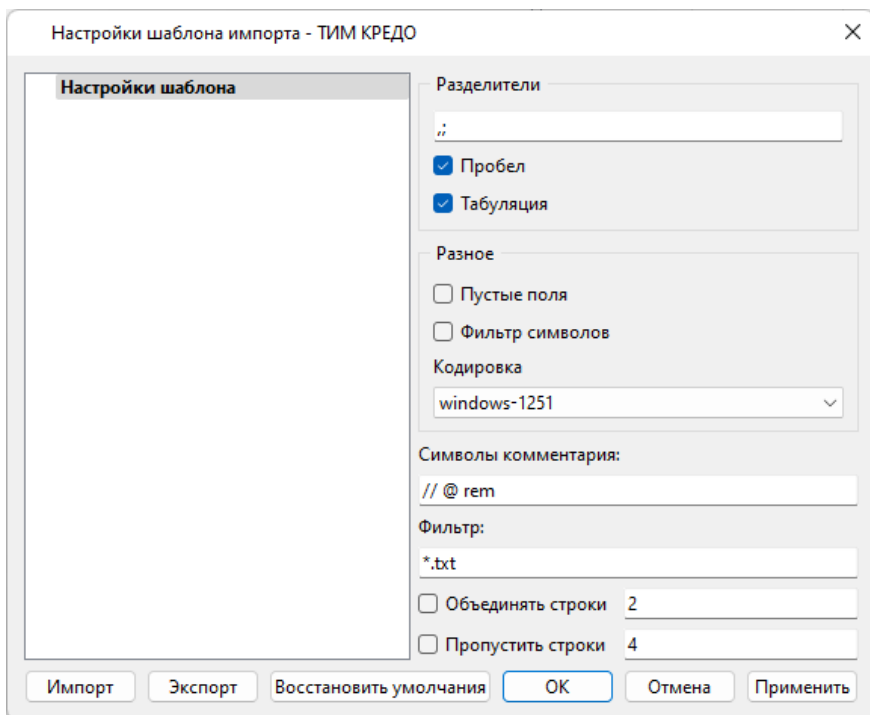 Настройки шаблона импорта - ТИМ КРЕДО
Настройки шаблона
Разделители
,;
Пробел
Табуляция
Разное
Пустые поля
Фильтр символов
Кодировка
windows-1251
Символы комментария:
// @ rem
Фильтр:
*.txt
Объединять строки 2
Пропустить строки 4
Импорт Экспорт Восстановить умолчания ОК Отмена Применить